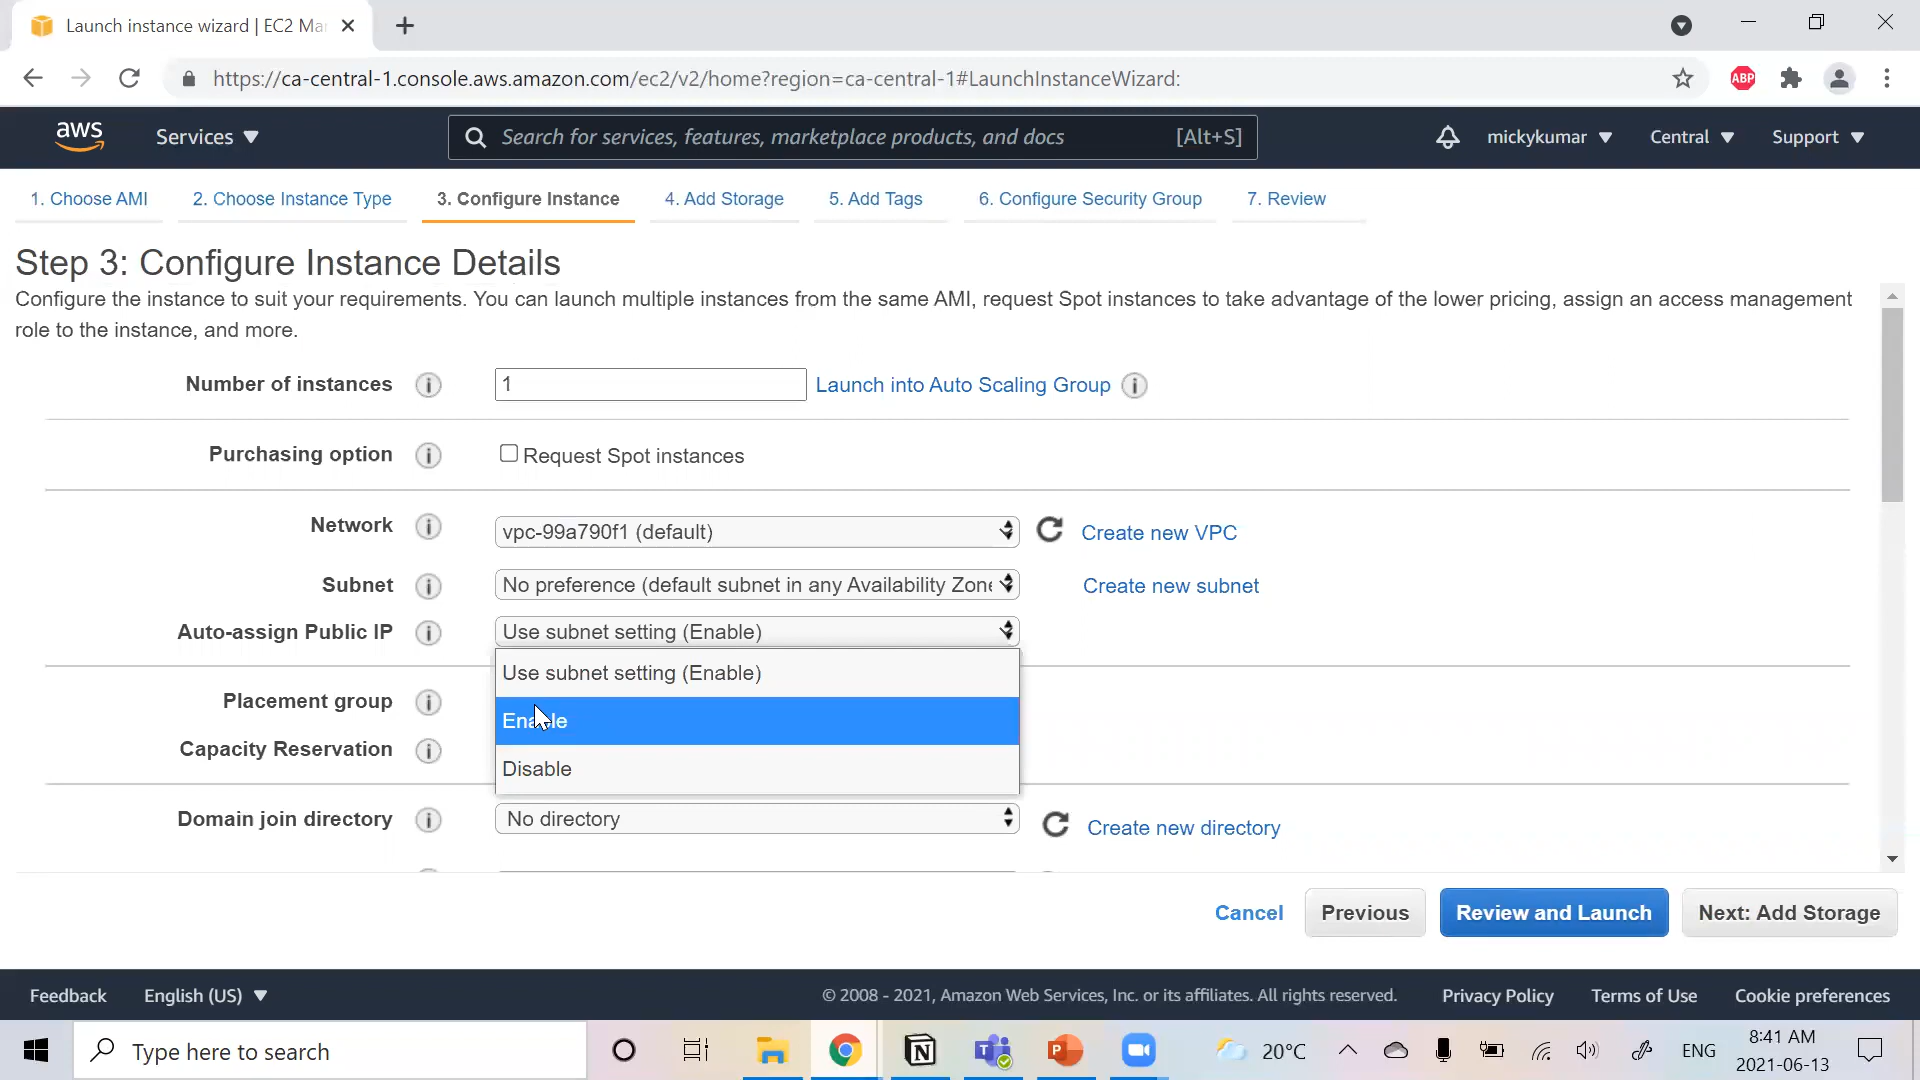 Launch instance wizard | EC2 Ma
https://ca-central-1.console.aws.amazon.com/ec2/v2/home?region=ca-central-1#LaunchInstanceWizard:
ABP
aws
Services
Search for services, features, marketplace products, and docs
[Alt+S]
mickykumar
Central
Support
1. Choose AMI
2. Choose Instance Type
3. Configure Instance
4. Add Storage
5. Add Tags
6. Configure Security Group
7. Review
Step 3: Configure Instance Details
Configure the instance to suit your requirements. You can launch multiple instances from the same AMI, request Spot instances to take advantage of the lower pricing, assign an access management
role to the instance, and more.
Number of instances
1
Launch into Auto Scaling Group
Purchasing option
Request Spot instances
Network
vpc-99a790f1 (default)
Create new VPC
Subnet
No preference (default subnet in any Availability Zone
Create new subnet
Auto-assign Public IP
Use subnet setting (Enable)
Use subnet setting (Enable)
Enable
Disable
Placement group
Capacity Reservation
Domain join directory
No directory
Create new directory
Cancel
Previous
Review and Launch
Next: Add Storage
Feedback
English (US)
© 2008 - 2021, Amazon Web Services, Inc. or its affiliates. All rights reserved.
Privacy Policy
Terms of Use
Cookie preferences
Type here to search
20°C
ENG
8:41 AM
2021-06-13